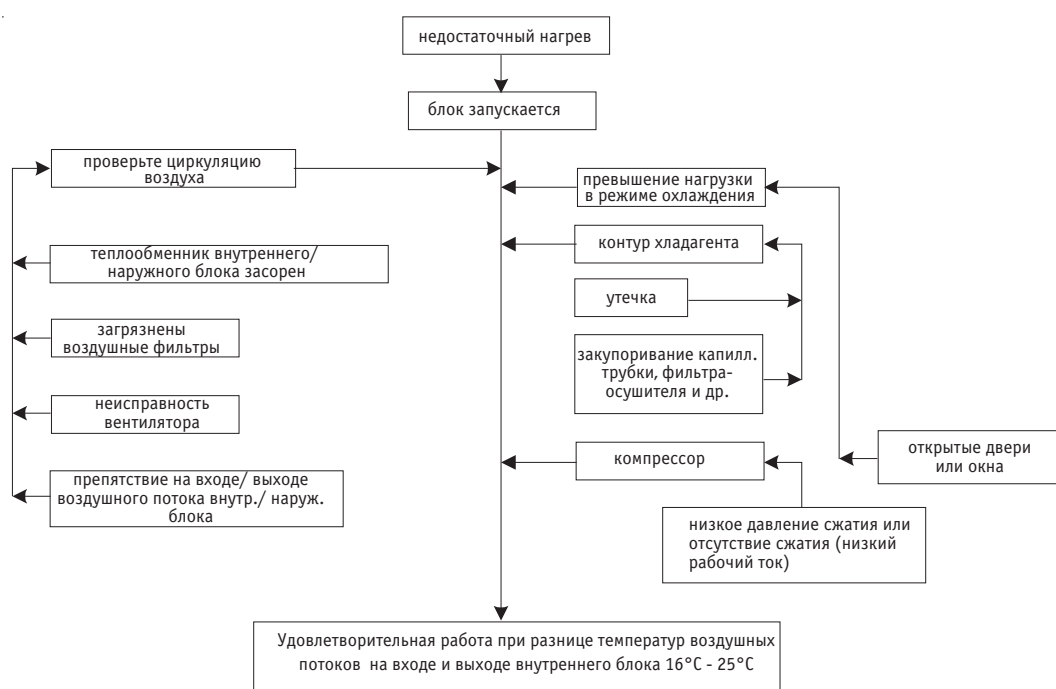 недостаточный нагрев
блок запускается
проверьте циркуляцию
воздуха
теплообменник внутреннего/
наружного блока засорен
загрязнены
воздушные фильтры
неисправность
вентилятора
препятствие на входе/ выходе
воздушного потока внутр./ наруж.
блока
превышение нагрузки
в режиме охлаждения
контур хладагента
утечка
закупоривание капилл.
трубки, фильтра-
осушителя и др.
компрессор
открытые двери
или окна
низкое давление сжатия или
отсутствие сжатия (низкий
рабочий ток)
Удовлетворительная работа при разнице температур воздушных
потоков на входе и выходе внутреннего блока 16°C - 25°C